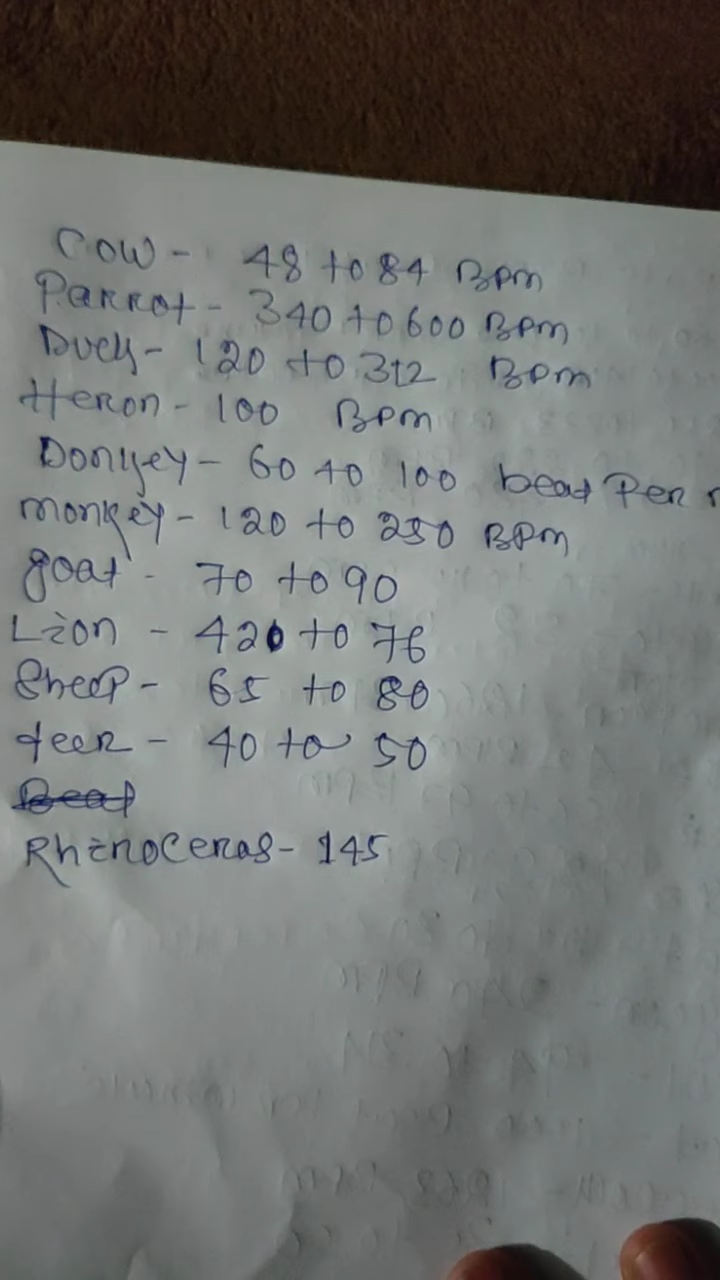 Cow - 48 to 84 Bpm
Parrot - 340 to 600 Bpm
Duck - 120 to 312 Bpm
Heron - 100 Bpm
Donkey - 60 to 100 beat Per
monkey - 120 to 250 BPM
goat - 70 to 90
Lion - 420 to 76
Sheep - 65 to 80
deer - 40 to 50
Rhinoceras - 145